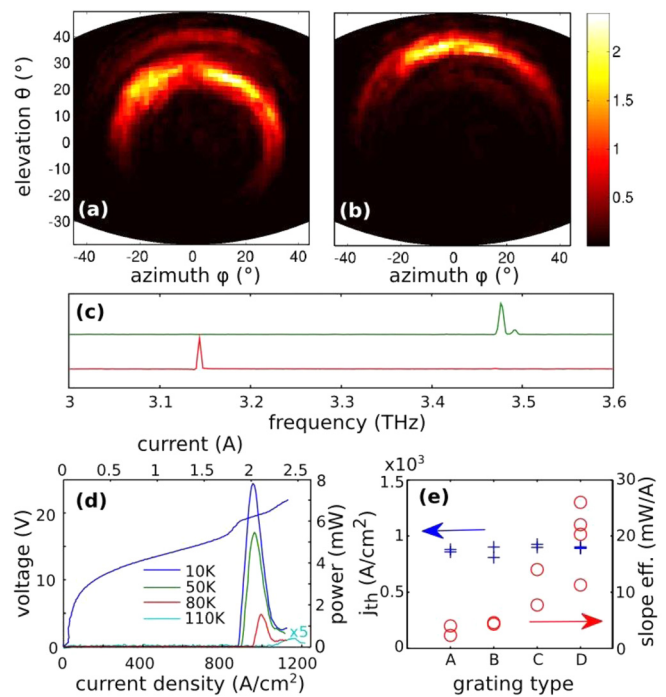 40
30
20
10
0
-10
-20
-30
elevation θ (°)
(a)
-40 -20 0 20 40
azimuth φ (°)
(b)
-40 -20 0 20 40
azimuth φ (°)
2
1.5
1
0.5
(c)
3 3.1 3.2 3.3 3.4 3.5 3.6
frequency (THz)
current (A)
0 0.5 1 1.5 2 2.4
(d)
voltage (V)
20
10
0
8
6
4
2
0
power (mW)
10K
50K
80K
110K
x5
0 400 800 1200
current density (A/cm²)
x10³
(e)
jth (A/cm²)
1.5
1
0.5
0
30
20
10
0
slope eff. (mW/A)
A B C D
grating type